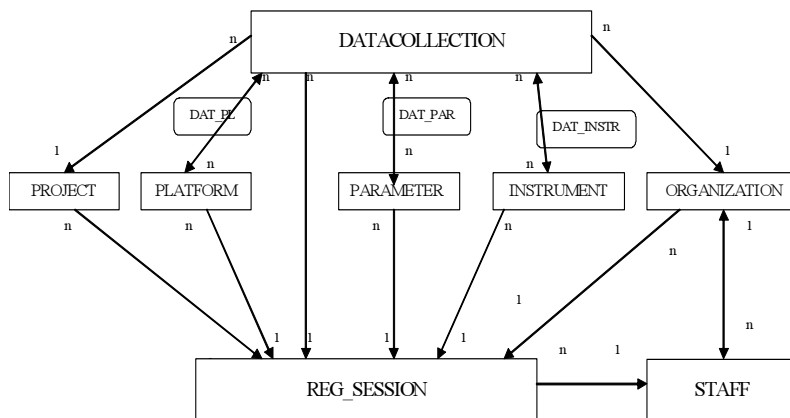 n
DATACOLLECTION
n
n n n n
DAT_PL
DAT_PAR
DAT_INSTR
1 n n n 1
PROJECT
PLATFORM
PARAMETER
INSTRUMENT
ORGANIZATION
n n n n 1
n
1
1 1 1 1 n 1 n
REG_SESSION
STAFF